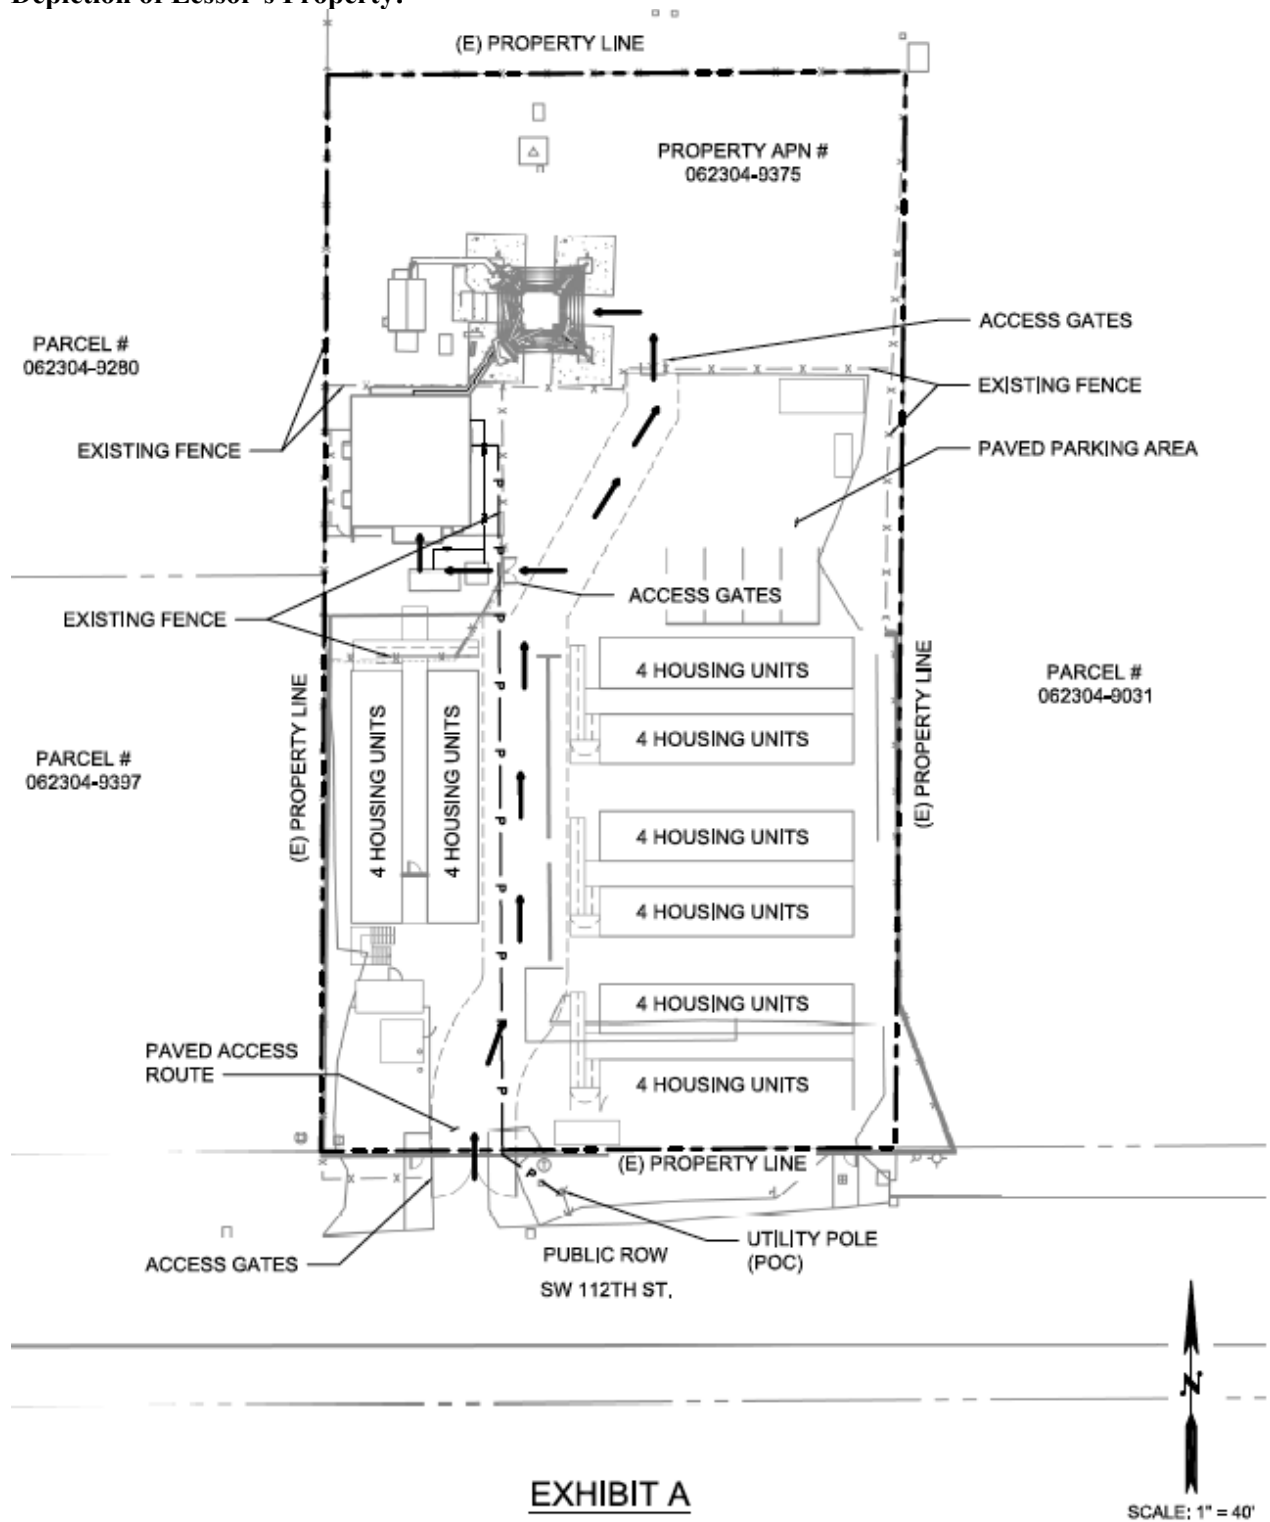 Depiction of Lessor's Property:
(E) PROPERTY LINE
PROPERTY APN #
062304-9375
ACCESS GATES
PARCEL #
062304-9280
EXISTING FENCE
EXISTING FENCE
PAVED PARKING AREA
P
P
ACCESS GATES
EXISTING FENCE
P
4 HOUSING UNITS
PARCEL #
062304-9031
P
4 HOUSING UNITS
4 HOUSING UNITS
4 HOUSING UNITS
(E) PROPERTY LINE
(E) PROPERTY LINE
PARCEL #
062304-9397
P
P
4 HOUSING UNITS
P
4 HOUSING UNITS
P
4 HOUSING UNITS
PAVED ACCESS
ROUTE
4 HOUSING UNITS
P
(E) PROPERTY LINE
P
UTILITY POLE
(POC)
PUBLIC ROW
ACCESS GATES
SW 112TH ST.
N
EXHIBIT A
SCALE: 1" = 40'